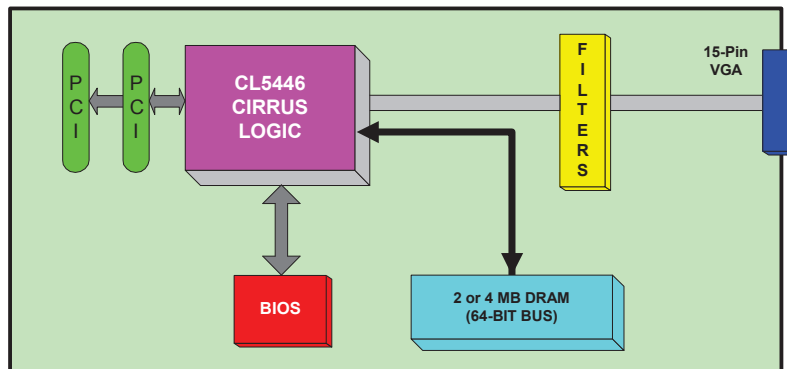 PCI
PCI
CL5446
CIRRUS
LOGIC
FILTERS
15-Pin
VGA
BIOS
2 or 4 MB DRAM
(64-BIT BUS)